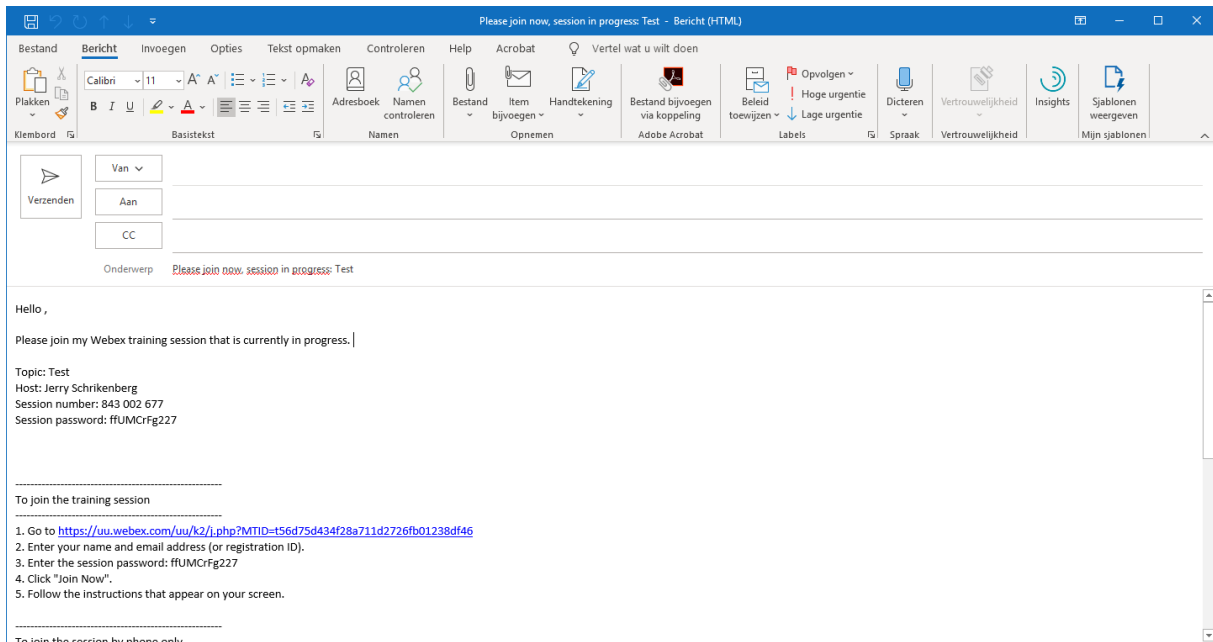 Please join now, session in progress: Test - Bericht (HTML)
Bestand Bericht Invoegen Opties Tekst opmaken Controleren Help Acrobat Vertel wat u wilt doen
Plakken
Calibri 11
B I U A
Adresboek
Namen controleren
Bestand
Item bijvoegen
Handtekening
Bestand bijvoegen via koppeling
Beleid toewijzen
Opvolgen
Hoge urgentie
Lage urgentie
Dicteren
Vertrouwelijkheid
Insights
Sjablonen weergeven
Klembord Basistekst Namen Opnemen Adobe Acrobat Labels Spraak Vertrouwelijkheid Mijn sjablonen
Verzenden
Van
Aan
CC
Onderwerp Please join now, session in progress: Test
Hello ,
Please join my Webex training session that is currently in progress.
Topic: Test
Host: Jerry Schrikenberg
Session number: 843 002 677
Session password: ffUMCrFg227
-------------------------------------------------------
To join the training session
-------------------------------------------------------
1. Go to https://uu.webex.com/uu/k2/j.php?MTID=t56d75d434f28a711d2726fb01238df46
2. Enter your name and email address (or registration ID).
3. Enter the session password: ffUMCrFg227
4. Click "Join Now".
5. Follow the instructions that appear on your screen.
-------------------------------------------------------
To join the session by phone only